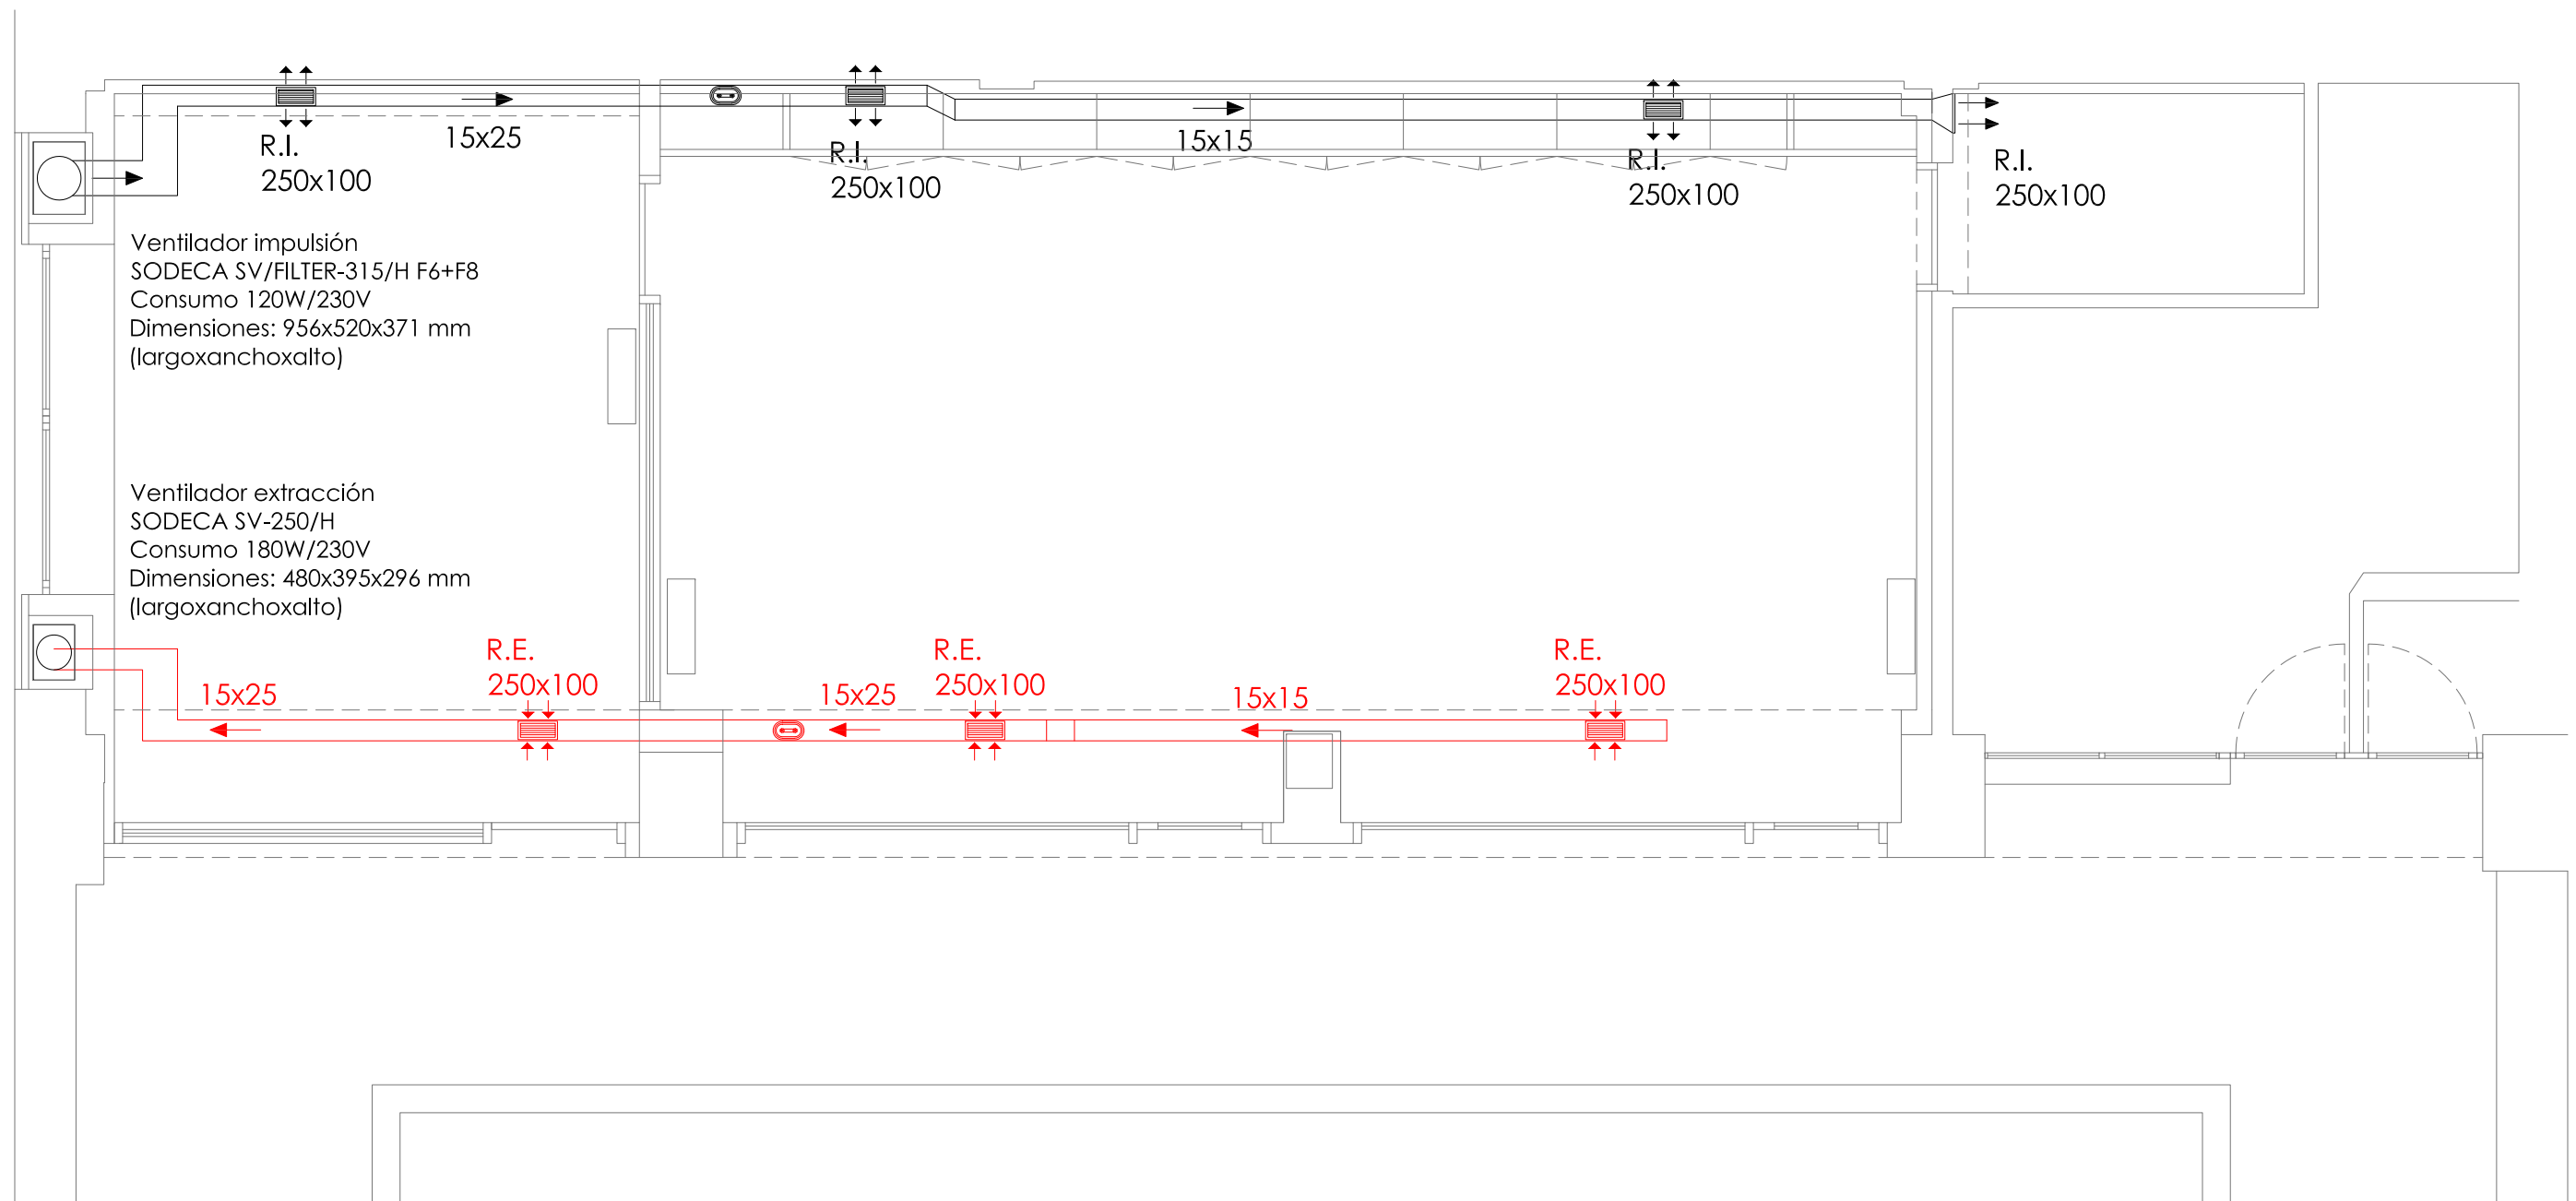 15x25
15x15
R.I.
250x100
R.I.
250x100
R.I.
250x100
R.I.
250x100
Ventilador impulsión
SODECA SV/FILTER-315/H F6+F8
Consumo 120W/230V
Dimensiones: 956x520x371 mm
(largoxanchoxalto)
Ventilador extracción
SODECA SV-250/H
Consumo 180W/230V
Dimensiones: 480x395x296 mm
(largoxanchoxalto)
R.E.
250x100
R.E.
250x100
R.E.
250x100
15x25
15x25
15x15